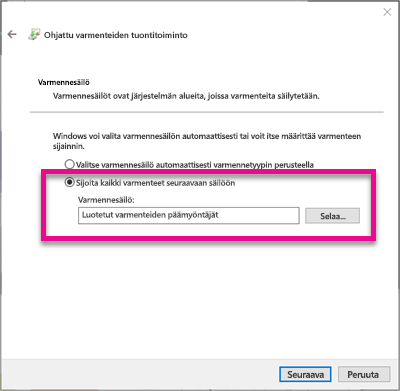 Ohjattu varmenteiden tuontitoiminto
Varmennesäilö
Varmennesäilöt ovat järjestelmän alueita, joissa varmenteita säilytetään.
Windows voi valita varmennesäilön automaattisesti tai voit itse määrittää varmenteen
sijainnin.
Valitse varmennesäilö automaattisesti varmennetyypin perusteella
Sijoita kaikki varmenteet seuraavaan säilöön
Varmennesäilö:
Luotetut varmenteiden päämyöntäjät
Selaa...
Seuraava
Peruuta